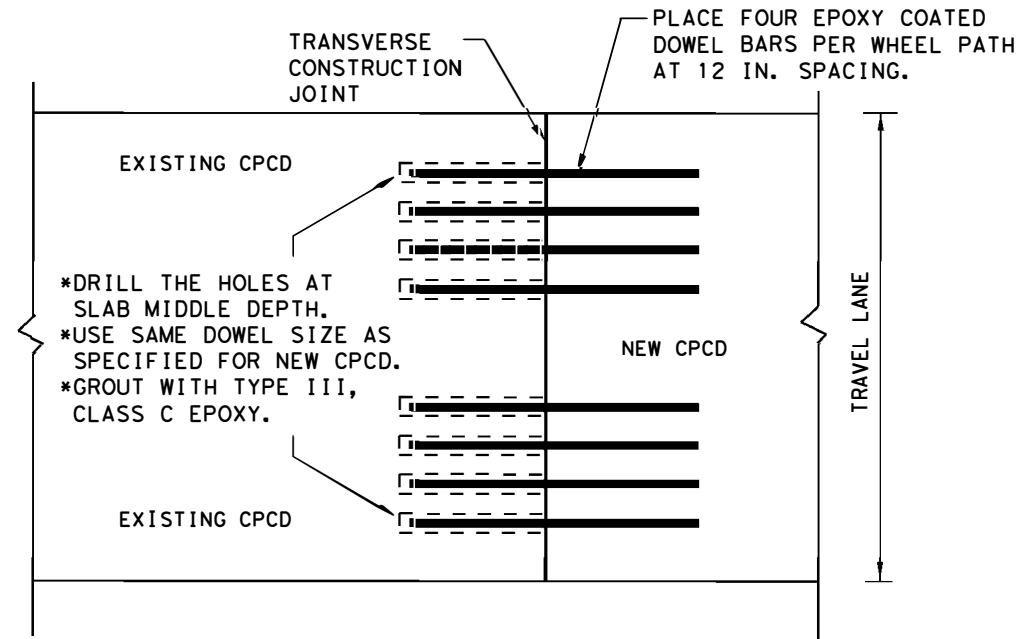 PLACE FOUR EPOXY COATED
DOWEL BARS PER WHEEL PATH
AT 12 IN. SPACING.
TRANSVERSE
CONSTRUCTION
JOINT
EXISTING CPCD
*DRILL THE HOLES AT
SLAB MIDDLE DEPTH.
*USE SAME DOWEL SIZE AS
SPECIFIED FOR NEW CPCD.
*GROUT WITH TYPE III,
CLASS C EPOXY.
NEW CPCD
TRAVEL LANE
EXISTING CPCD